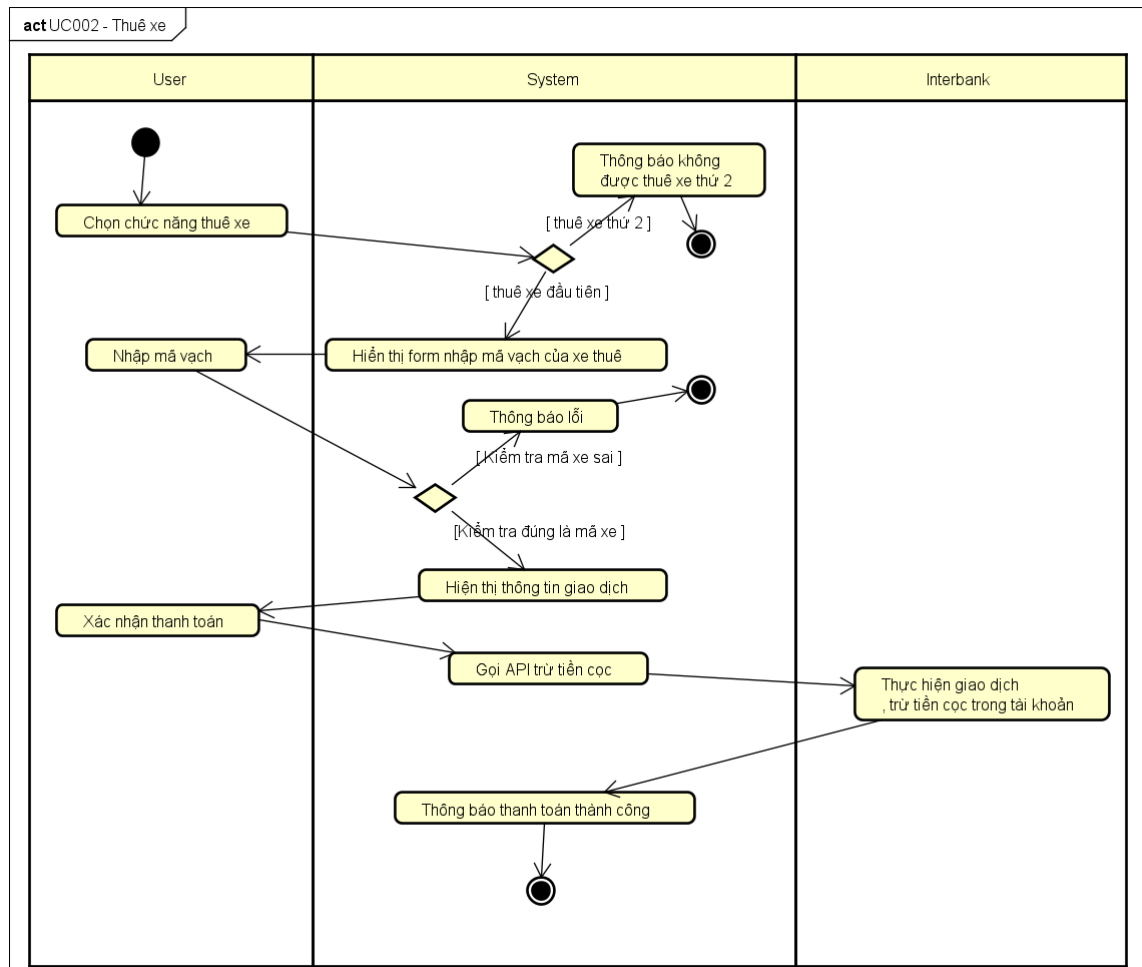 act UC002 - Thuê xe
User
System
Interbank
Thông báo không
được thuê xe thứ 2
Chọn chức năng thuê xe
[ thuê xe thứ 2 ]
[ thuê xe đầu tiên ]
Nhập mã vạch
Hiển thị form nhập mã vạch của xe thuê
Thông báo lỗi
[ Kiểm tra mã xe sai ]
[Kiểm tra đúng là mã xe ]
Hiện thị thông tin giao dịch
Xác nhận thanh toán
Gọi API trừ tiền cọc
Thực hiện giao dịch
, trừ tiền cọc trong tài khoản
Thông báo thanh toán thành công